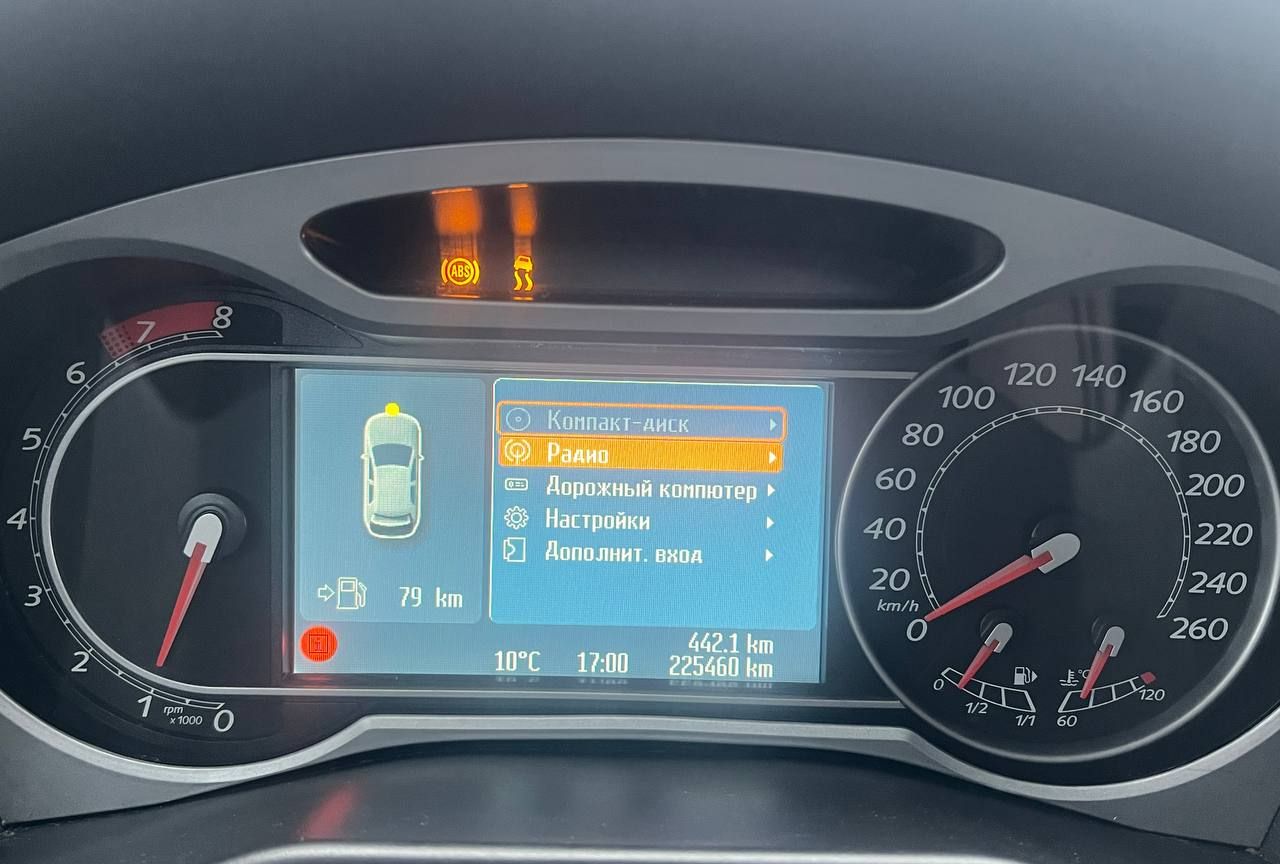 ABS
8
7
6
5
4
3
2
1
0
rpm
x1000
Компакт-диск
Радио
Дорожный компютер
Настройки
Дополнит. вход
79 km
i
442.1 km
10°C 17:00 225460 km
0
20
40
60
80
100
120
140
160
180
200
220
240
260
km/h
0
1/2
1/1
60
°C
120